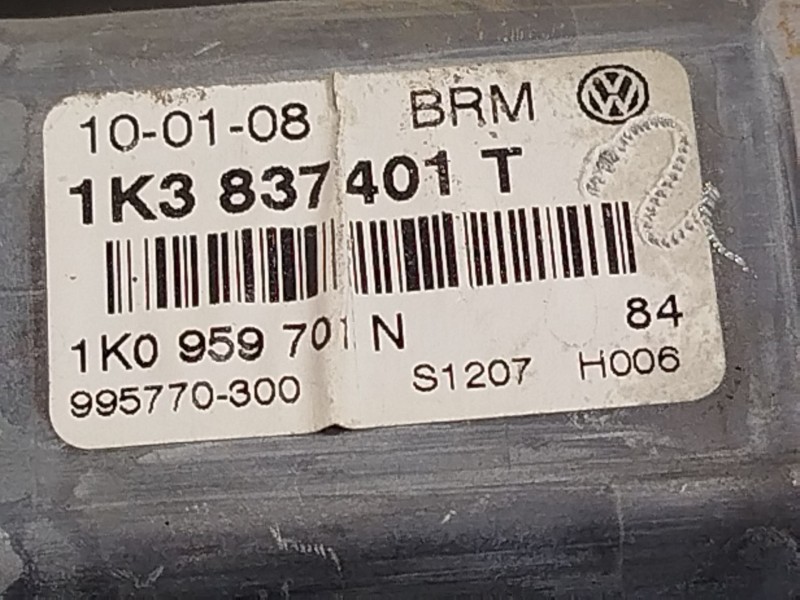 10-01-08 BRM
1K3 837 401 T
1K0 959 701 N 84
995770-300 S1207 H006